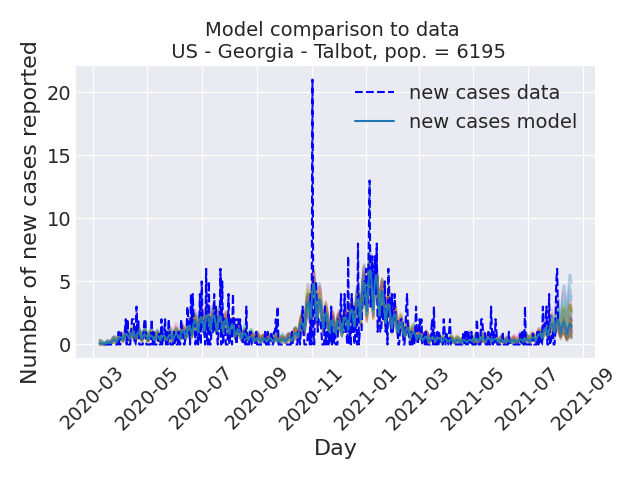 Model comparison to data
US - Georgia - Talbot, pop. = 6195
Number of new cases reported
20
15
10
5
0
new cases data
new cases model
2020-03
2020-05
2020-07
2020-09
2020-11
2021-01
2021-03
2021-05
2021-07
2021-09
Day